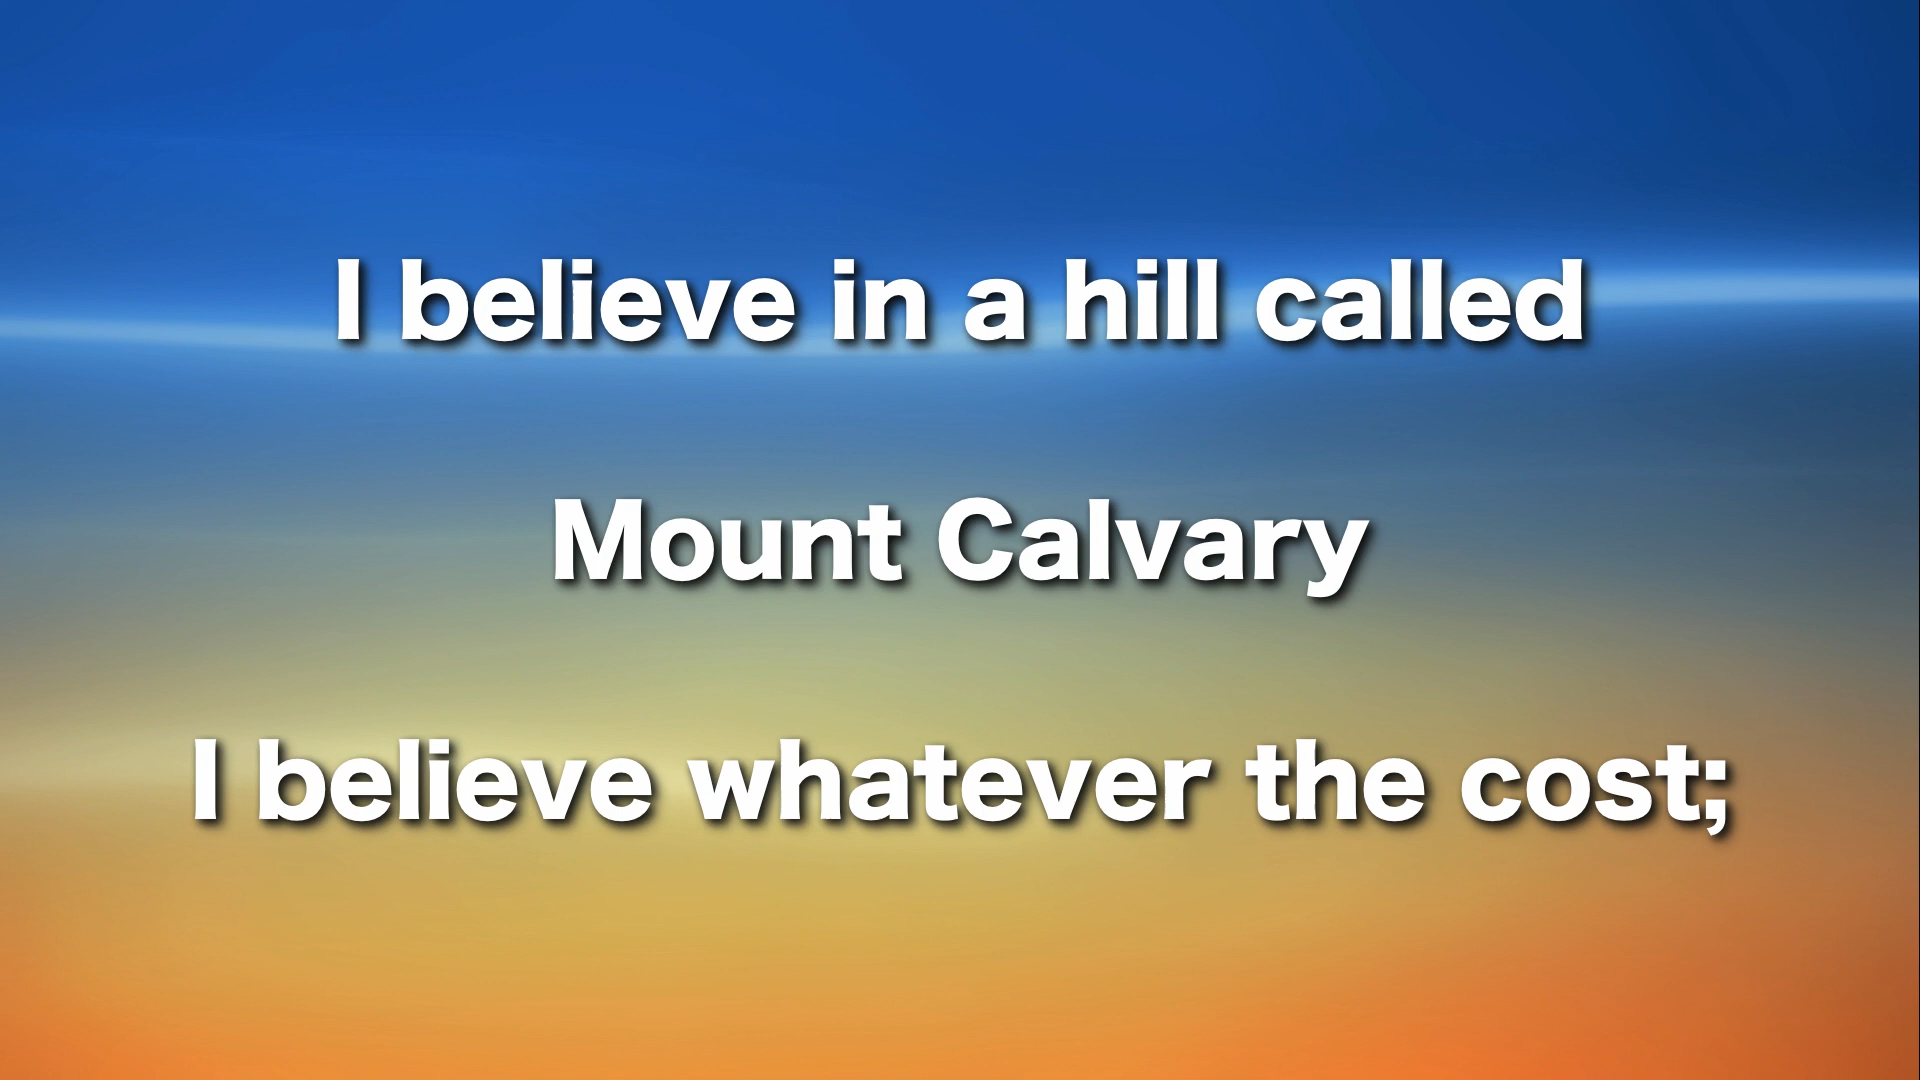 I believe in a hill called
Mount Calvary
I believe whatever the cost;